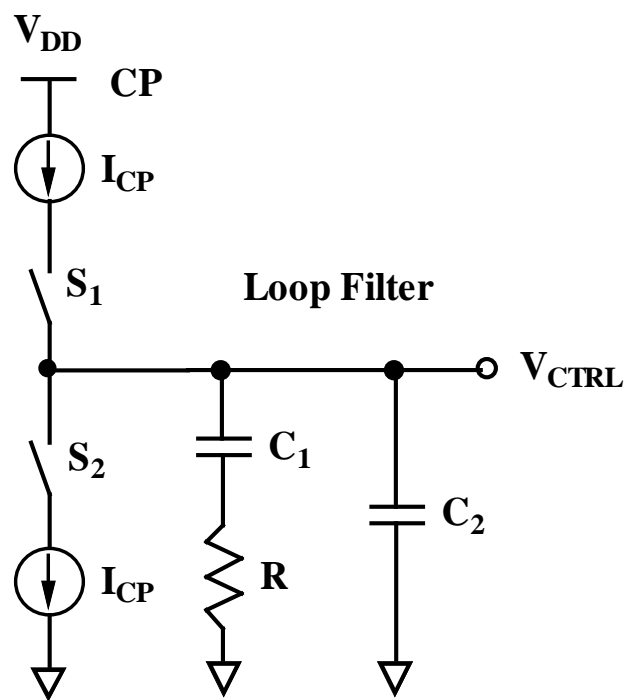 V_DD
CP
I_CP
S_1
Loop Filter
V_CTRL
S_2
C_1
C_2
I_CP
R